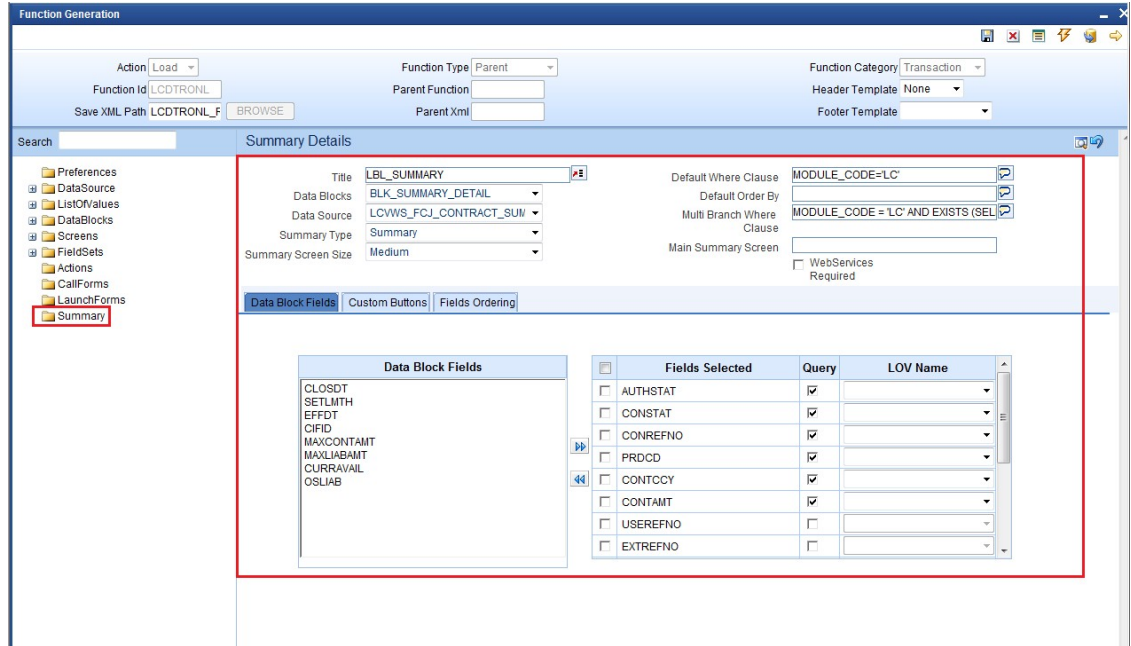 Function Generation
Action Load Function Type Parent Function Category Transaction
Function Id LCDTRONL Parent Function Header Template None
Save XML Path LCDTRONL_F BROWSE Parent Xml Footer Template
Search Summary Details
Preferences
DataSource
ListOfValues
DataBlocks
Screens
FieldSets
Actions
CallForms
LaunchForms
Summary
Title LBL_SUMMARY
Data Blocks BLK_SUMMARY_DETAIL
Data Source LCVWS_FCJ_CONTRACT_SUM
Summary Type Summary
Summary Screen Size Medium
Default Where Clause MODULE_CODE='LC'
Default Order By
Multi Branch Where MODULE_CODE = 'LC' AND EXISTS (SEL
Clause
Main Summary Screen
WebServices
Required
Data Block Fields Custom Buttons Fields Ordering
Data Block Fields
CLOSDT
SETLMTH
EFFDT
CIFID
MAXCONTAMT
MAXLIABAMT
CURRAVAIL
OSLIAB
Fields Selected Query LOV Name
AUTHSTAT
CONSTAT
CONREFNO
PRDCD
CONTCCY
CONTAMT
USEREFNO
EXTREFNO